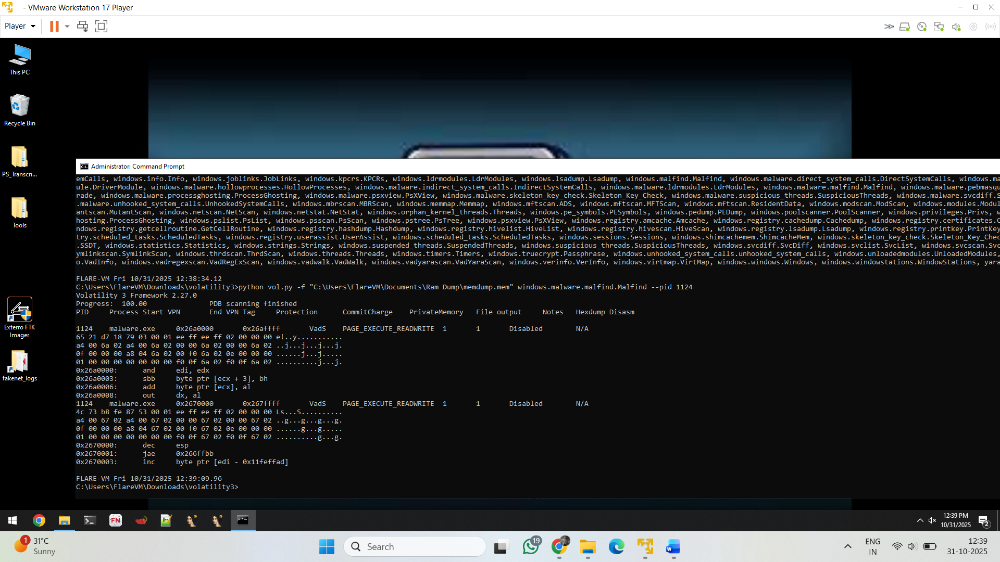 - VMware Workstation 17 Player
Player
This PC
Recycle Bin
PS_Transcri...
Tools
Exterro FTK
Imager
fakenet_logs
Administrator: Command Prompt
emCalls, windows.info.Info, windows.joblinks.JobLinks, windows.kpcrs.KPCRs, windows.ldrmodules.LdrModules, windows.lsadump.Lsadump, windows.malfind.Malfind, windows.malware.direct_system_calls.DirectSystemCalls, windows.ma
ule.DriverModule, windows.malware.hollowprocesses.HollowProcesses, windows.malware.indirect_system_calls.IndirectSystemCalls, windows.malware.ldrmodules.LdrModules, windows.malware.malfind.Malfind, windows.malware.pebmasqu
rade, windows.malware.processghosting.ProcessGhosting, windows.malware.psxview.PsXView, windows.malware.skeleton_key_check.Skeleton_Key_Check, windows.malware.suspicious_threads.SuspiciousThreads, windows.malware.svcdiff.S
.malware.unhooked_system_calls.UnhookedSystemCalls, windows.mbrscan.MBRScan, windows.memmap.Memmap, windows.mftscan.ADS, windows.mftscan.MFTScan, windows.mftscan.ResidentData, windows.modscan.ModScan, windows.modules.Modul
antscan.MutantScan, windows.netscan.NetScan, windows.netstat.NetStat, windows.orphan_kernel_threads.Threads, windows.pe_symbols.PESymbols, windows.pedump.PEDump, windows.poolscanner.PoolScanner, windows.privileges.Privs, w
hosting.ProcessGhosting, windows.pslist.PsList, windows.psscan.PsScan, windows.pstree.PsTree, windows.psxview.PsXView, windows.registry.amcache.Amcache, windows.registry.cachedump.Cachedump, windows.registry.certificates.C
ndows.registry.getcellroutine.GetCellRoutine, windows.registry.hashdump.Hashdump, windows.registry.hivelist.HiveList, windows.registry.hivescan.HiveScan, windows.registry.lsadump.Lsadump, windows.registry.printkey.PrintKey
try.scheduled_tasks.ScheduledTasks, windows.registry.userassist.UserAssist, windows.scheduled_tasks.ScheduledTasks, windows.sessions.Sessions, windows.shimcachemem.ShimcacheMem, windows.skeleton_key_check.Skeleton_Key_Chec
.SSDT, windows.statistics.Statistics, windows.strings.Strings, windows.suspended_threads.SuspendedThreads, windows.suspicious_threads.SuspiciousThreads, windows.svcdiff.SvcDiff, windows.svclist.SvcList, windows.svcscan.Svc
ymlinkscan.SymlinkScan, windows.thrdscan.ThrdScan, windows.threads.Threads, windows.timers.Timers, windows.truecrypt.Passphrase, windows.unhooked_system_calls.unhooked_system_calls, windows.unloadedmodules.UnloadedModules,
o.VadInfo, windows.vadregexscan.VadRegExScan, windows.vadwalk.VadWalk, windows.vadyarascan.VadYaraScan, windows.verinfo.VerInfo, windows.virtmap.VirtMap, windows.windows.Windows, windows.windowstations.WindowStations, yara
FLARE-VM Fri 10/31/2025 12:38:34.12
C:\Users\FlareVM\Downloads\volatility3>python vol.py -f "C:\Users\FlareVM\Documents\Ram Dump\memdump.mem" windows.malware.malfind.Malfind --pid 1124
Volatility 3 Framework 2.27.0
Progress: 100.00 PDB scanning finished
PID Process Start VPN End VPN Tag Protection CommitCharge PrivateMemory File output Notes Hexdump Disasm
1124 malware.exe 0x26a0000 0x26affff VadS PAGE_EXECUTE_READWRITE 1 1 Disabled N/A
65 21 d7 18 79 03 00 01 ee ff ee ff 02 00 00 00 e!..y...........
a4 00 6a 02 a4 00 6a 02 00 00 6a 02 00 00 6a 02 ..j...j...j...j.
0f 00 00 00 a8 04 6a 02 00 f0 6a 02 0e 00 00 00 ......j...j.....
01 00 00 00 00 00 00 00 f0 0f 6a 02 f0 0f 6a 02 ..........j...j.
0x26a0000: and edi, edx
0x26a0003: sbb byte ptr [ecx + 3], bh
0x26a0006: add byte ptr [ecx], al
0x26a0008: out dx, al
1124 malware.exe 0x2670000 0x267ffff VadS PAGE_EXECUTE_READWRITE 1 1 Disabled N/A
4c 73 b8 fe 87 53 00 01 ee ff ee ff 02 00 00 00 Ls...S..........
a4 00 67 02 a4 00 67 02 00 00 67 02 00 00 67 02 ..g...g...g...g.
0f 00 00 00 a8 04 67 02 00 f0 67 02 0e 00 00 00 ......g...g.....
01 00 00 00 00 00 00 00 f0 0f 67 02 f0 0f 67 02 ..........g...g.
0x2670000: dec esp
0x2670001: jae 0x266ffbb
0x2670003: inc byte ptr [edi - 0x11feffad]
FLARE-VM Fri 10/31/2025 12:39:09.96
C:\Users\FlareVM\Downloads\volatility3>
FN
12:39 PM
10/31/2025
2
1
31°C
Sunny
Search
19
W
ENG
IN
12:39
31-10-2025